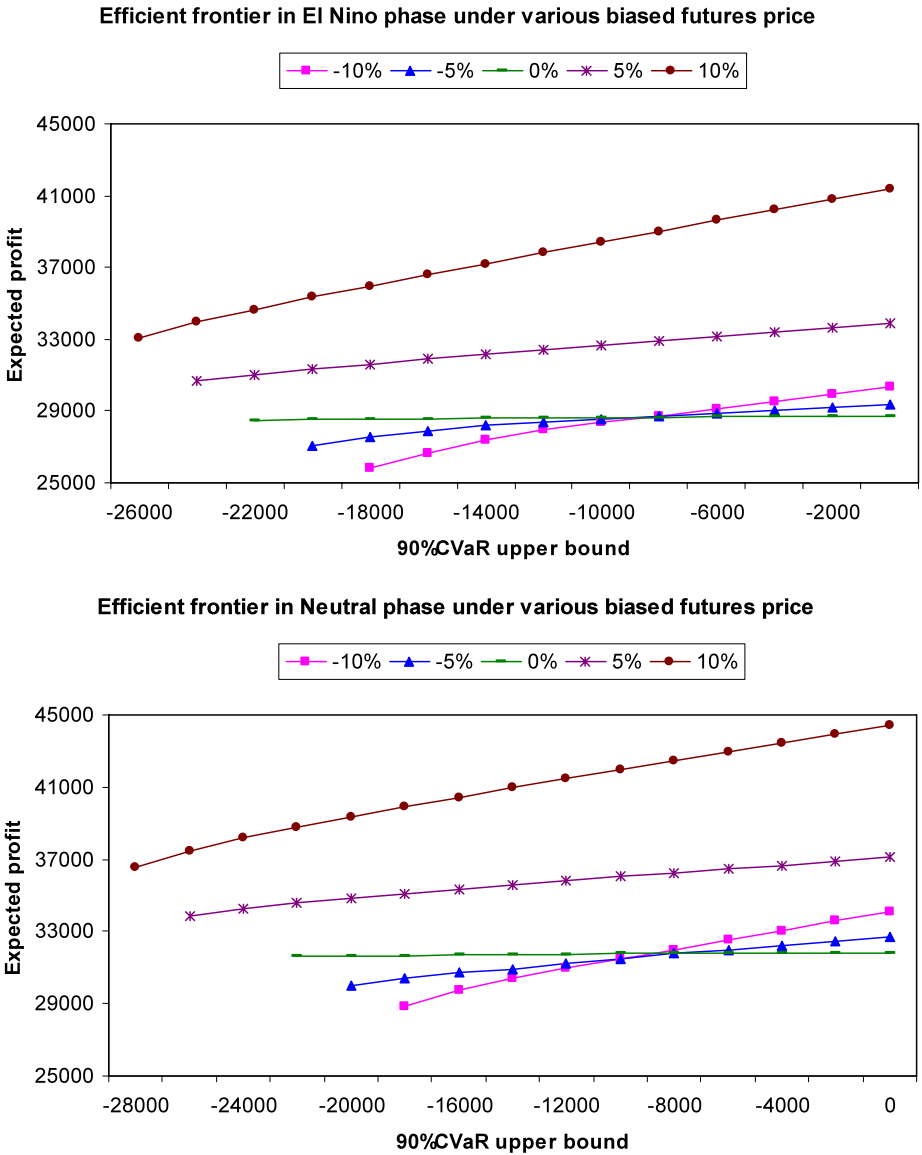 Efficient frontier in El Nino phase under various biased futures price
-10% -5% 0% 5% 10%
45000
41000
37000
33000
29000
25000
Expected profit
-26000 -22000 -18000 -14000 -10000 -6000 -2000
90%CVaR upper bound
Efficient frontier in Neutral phase under various biased futures price
-10% -5% 0% 5% 10%
45000
41000
37000
33000
29000
25000
Expected profit
-28000 -24000 -20000 -16000 -12000 -8000 -4000 0
90%CVaR upper bound